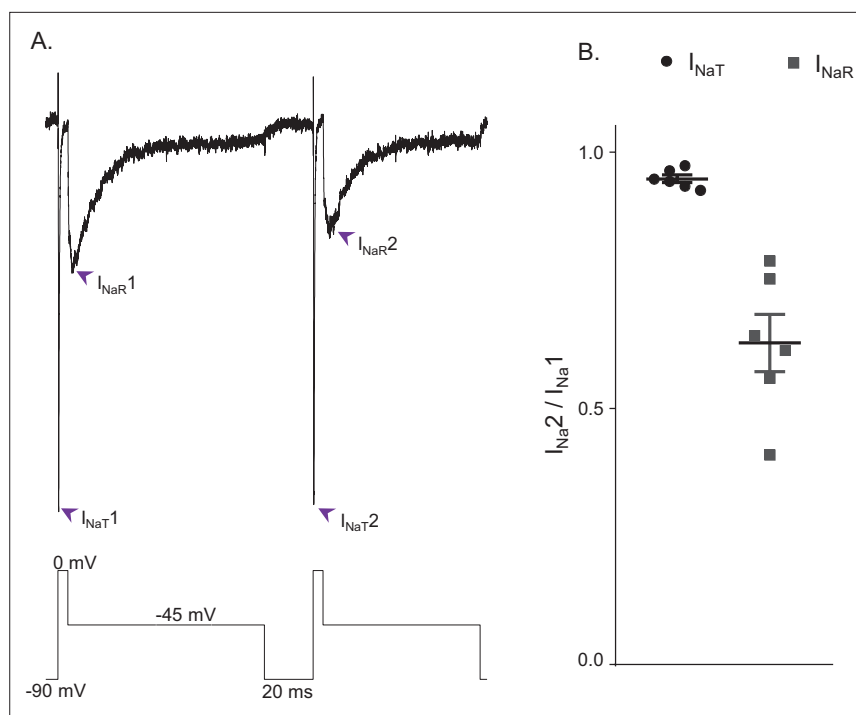 A.
I_NaR1
I_NaR2
I_NaT1
I_NaT2
0 mV
-45 mV
-90 mV
20 ms
B.
I_NaT
I_NaR
I_Na2 / I_Na1
1.0
0.5
0.0